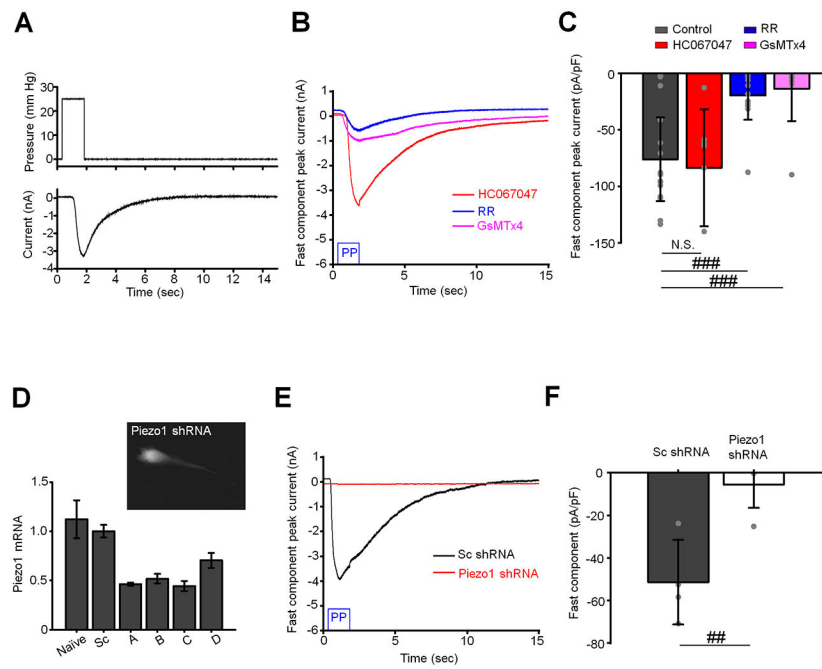 A
Pressure (mm Hg)
30
20
10
0
Current (nA)
0
-1
-2
-3
-4
0 2 4 6 8 10 12 14
Time (sec)
B
Fast component peak current (nA)
1
0
-1
-2
-3
-4
-5
-6
HC067047
RR
GsMTx4
PP
0 5 10 15
Time (sec)
C
Control
RR
HC067047
GsMTx4
Fast component peak current (pA/pF)
0
-50
-100
-150
N.S.
###
###
D
Piezo1 shRNA
Piezo1 mRNA
1.5
1.0
0.5
0
Naïve Sc A B C D
E
Fast component peak current (nA)
1
0
-1
-2
-3
-4
-5
-6
Sc shRNA
Piezo1 shRNA
PP
0 5 10 15
Time (sec)
F
Sc shRNA
Piezo1
shRNA
Fast component (pA/pF)
0
-20
-40
-60
-80
##